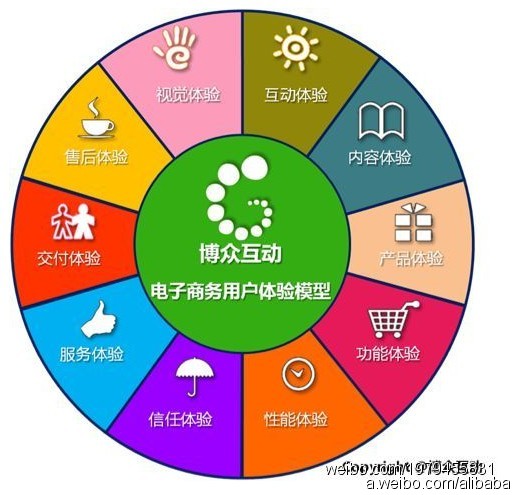 视觉体验
互动体验
内容体验
产品体验
功能体验
性能体验
信任体验
服务体验
交付体验
售后体验
博众互动
电子商务用户体验模型
Copyright @博众互动
a.weibo.com/alibaba